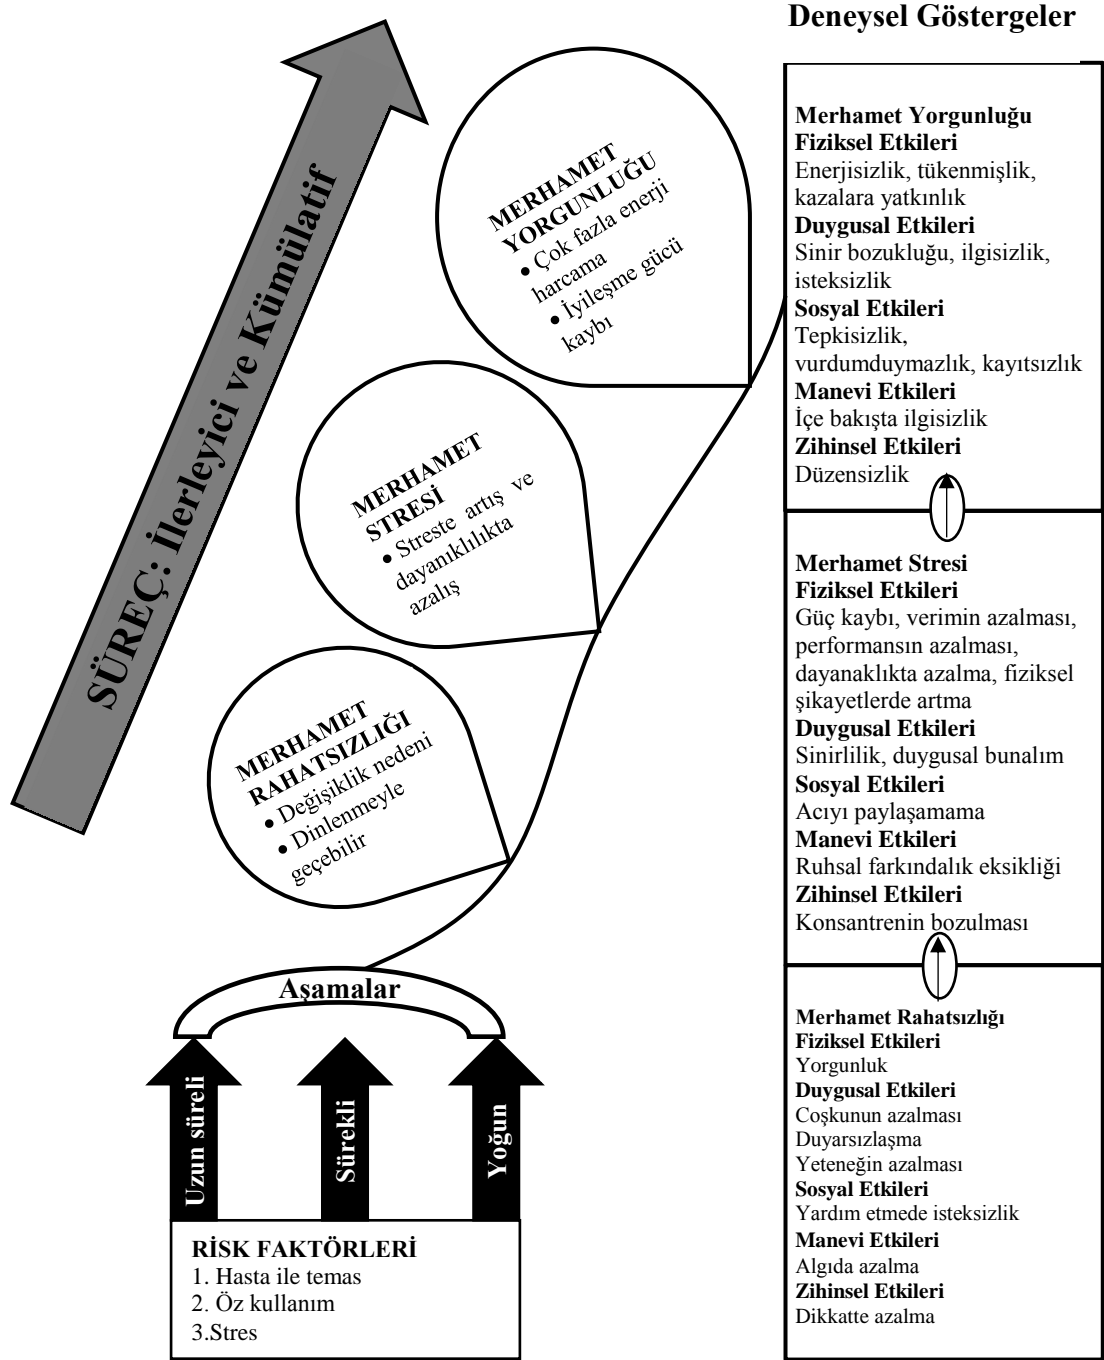 Deneysel Göstergeler
SÜREÇ: İlerleyici ve Kümülatif
MERHAMET
YORGUNLUĞU
• Çok fazla enerji
harcama
• İyileşme gücü
kaybı
MERHAMET
STRESİ
• Streste artış ve
dayanıklılıkta
azalış
MERHAMET
RAHATSIZLIĞI
• Değişiklik nedeni
• Dinlenmeyle
geçebilir
Aşamalar
Uzun süreli
Sürekli
Yoğun
RİSK FAKTÖRLERİ
1. Hasta ile temas
2. Öz kullanım
3.Stres
Merhamet Yorgunluğu
Fiziksel Etkileri
Enerjisizlik, tükenmişlik,
kazalara yatkınlık
Duygusal Etkileri
Sinir bozukluğu, ilgisizlik,
isteksizlik
Sosyal Etkileri
Tepkisizlik,
vurdumduymazlık, kayıtsızlık
Manevi Etkileri
İçe bakışta ilgisizlik
Zihinsel Etkileri
Düzensizlik
Merhamet Stresi
Fiziksel Etkileri
Güç kaybı, verimin azalması,
performansın azalması,
dayanaklıkta azalma, fiziksel
şikayetlerde artma
Duygusal Etkileri
Sinirlilik, duygusal bunalım
Sosyal Etkileri
Acıyı paylaşamama
Manevi Etkileri
Ruhsal farkındalık eksikliği
Zihinsel Etkileri
Konsantrenin bozulması
Merhamet Rahatsızlığı
Fiziksel Etkileri
Yorgunluk
Duygusal Etkileri
Coşkunun azalması
Duyarsızlaşma
Yeteneğin azalması
Sosyal Etkileri
Yardım etmede isteksizlik
Manevi Etkileri
Algıda azalma
Zihinsel Etkileri
Dikkatte azalma